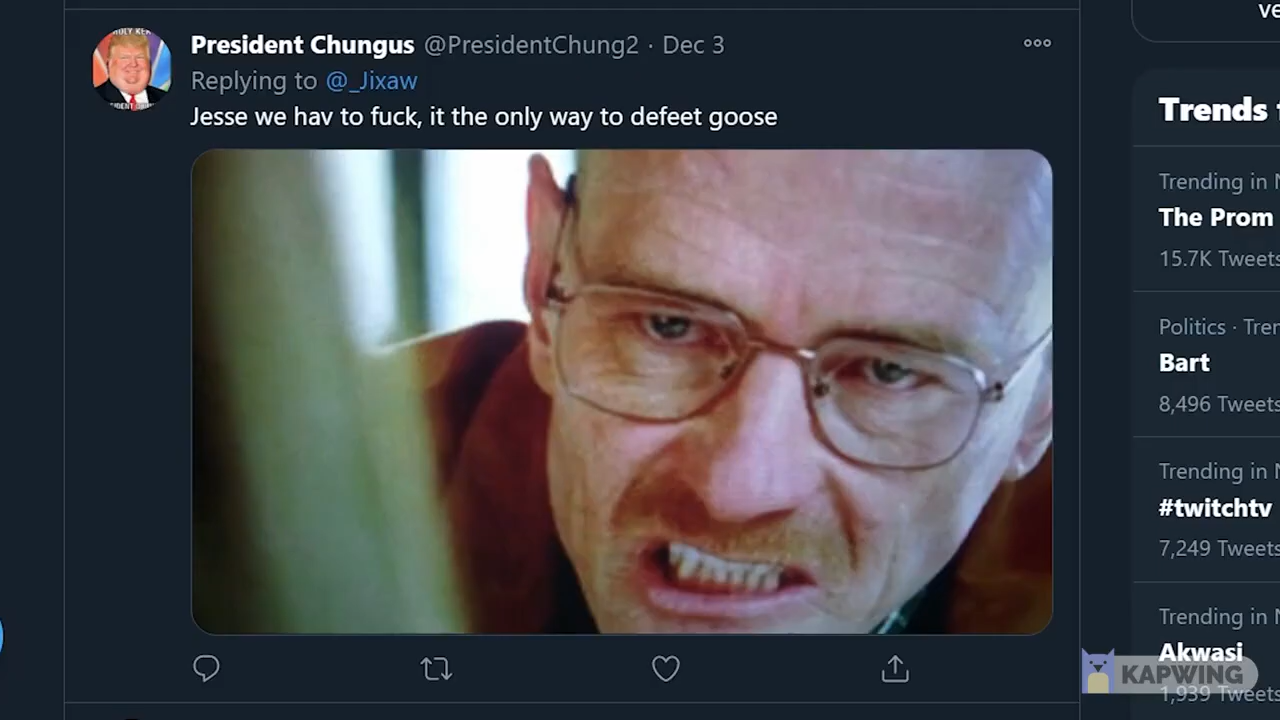 President Chungus @PresidentChung2 · Dec 3
Replying to @_Jixaw
Jesse we hav to fuck, it the only way to defeet goose
ve
Trends
Trending in
The Prom
15.7K Tweets
Politics ·
Bart
8,496 Tweets
Trending in
#twitchtv
7,249 Tweets
Trending in
Akwasi
1,939 Tweets
KAPWING